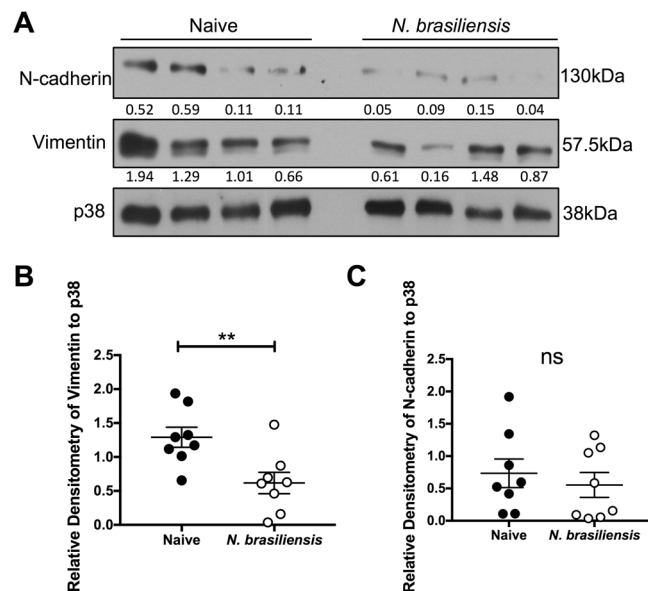 A
Naive
N. brasiliensis
N-cadherin
130kDa
0.52 0.59 0.11 0.11 0.05 0.09 0.15 0.04
Vimentin
57.5kDa
1.94 1.29 1.01 0.66 0.61 0.16 1.48 0.87
p38
38kDa
B
Relative Densitometry of Vimentin to p38
2.5
2.0
1.5
1.0
0.5
0.0
**
Naive
N. brasiliensis
C
Relative Densitometry of N-cadherin to p38
2.5
2.0
1.5
1.0
0.5
0.0
ns
Naive
N. brasiliensis